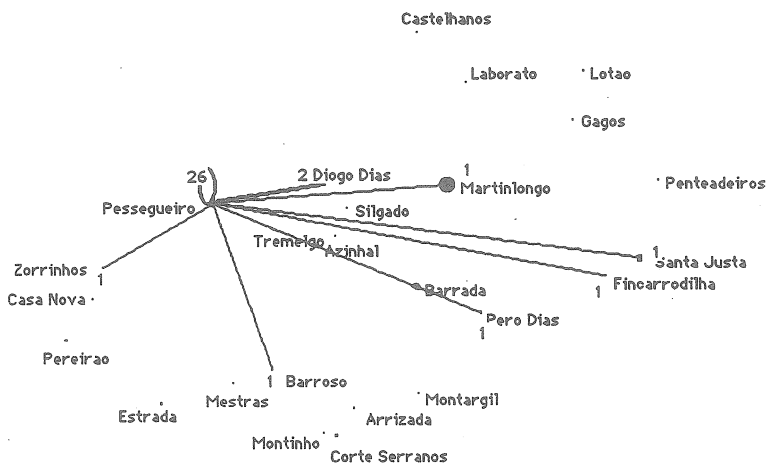 Castelhanos
Laborato
Lotao
Gagos
26
2 Diogo Dias
1
Martinlongo
Penteadeiros
Pessegueiro
Silgado
Tremelgo
Azinhal
1
Santa Justa
Zorrinhos
1
Fincarrodilha
1
Casa Nova
Barrada
Pero Dias
1
Pereirao
1 Barroso
Mestras
Montargil
Estrada
Arrizada
Montinho
Corte Serranos